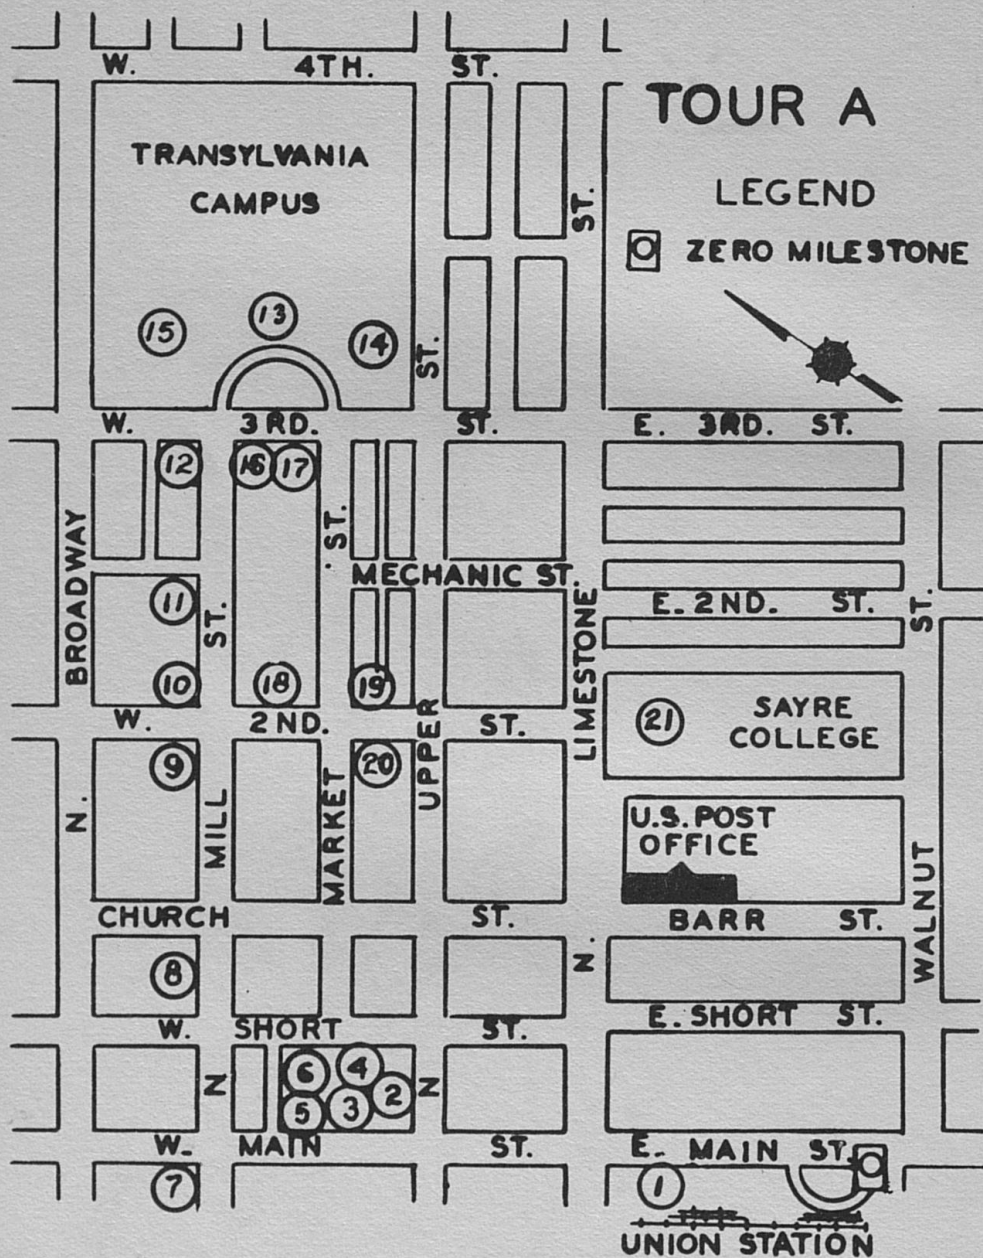 W. 4TH. ST.
TOUR A
TRANSYLVANIA
CAMPUS
LEGEND
ZERO MILESTONE
ST.
13
15
14
ST.
W. 3RD. ST.
E. 3RD. ST.
12
16
17
ST.
BROADWAY
MECHANIC ST.
11
ST.
LIMESTONE
E. 2ND. ST.
ST.
10
18
19
W. 2ND. ST.
UPPER
21
SAYRE
COLLEGE
9
20
N.
MILL
MARKET
U.S. POST
OFFICE
WALNUT
CHURCH ST.
BARR ST.
8
N.
W. SHORT ST.
E. SHORT ST.
N
6
4
2
N
5
3
W. MAIN ST.
E. MAIN ST.
7
1
UNION STATION